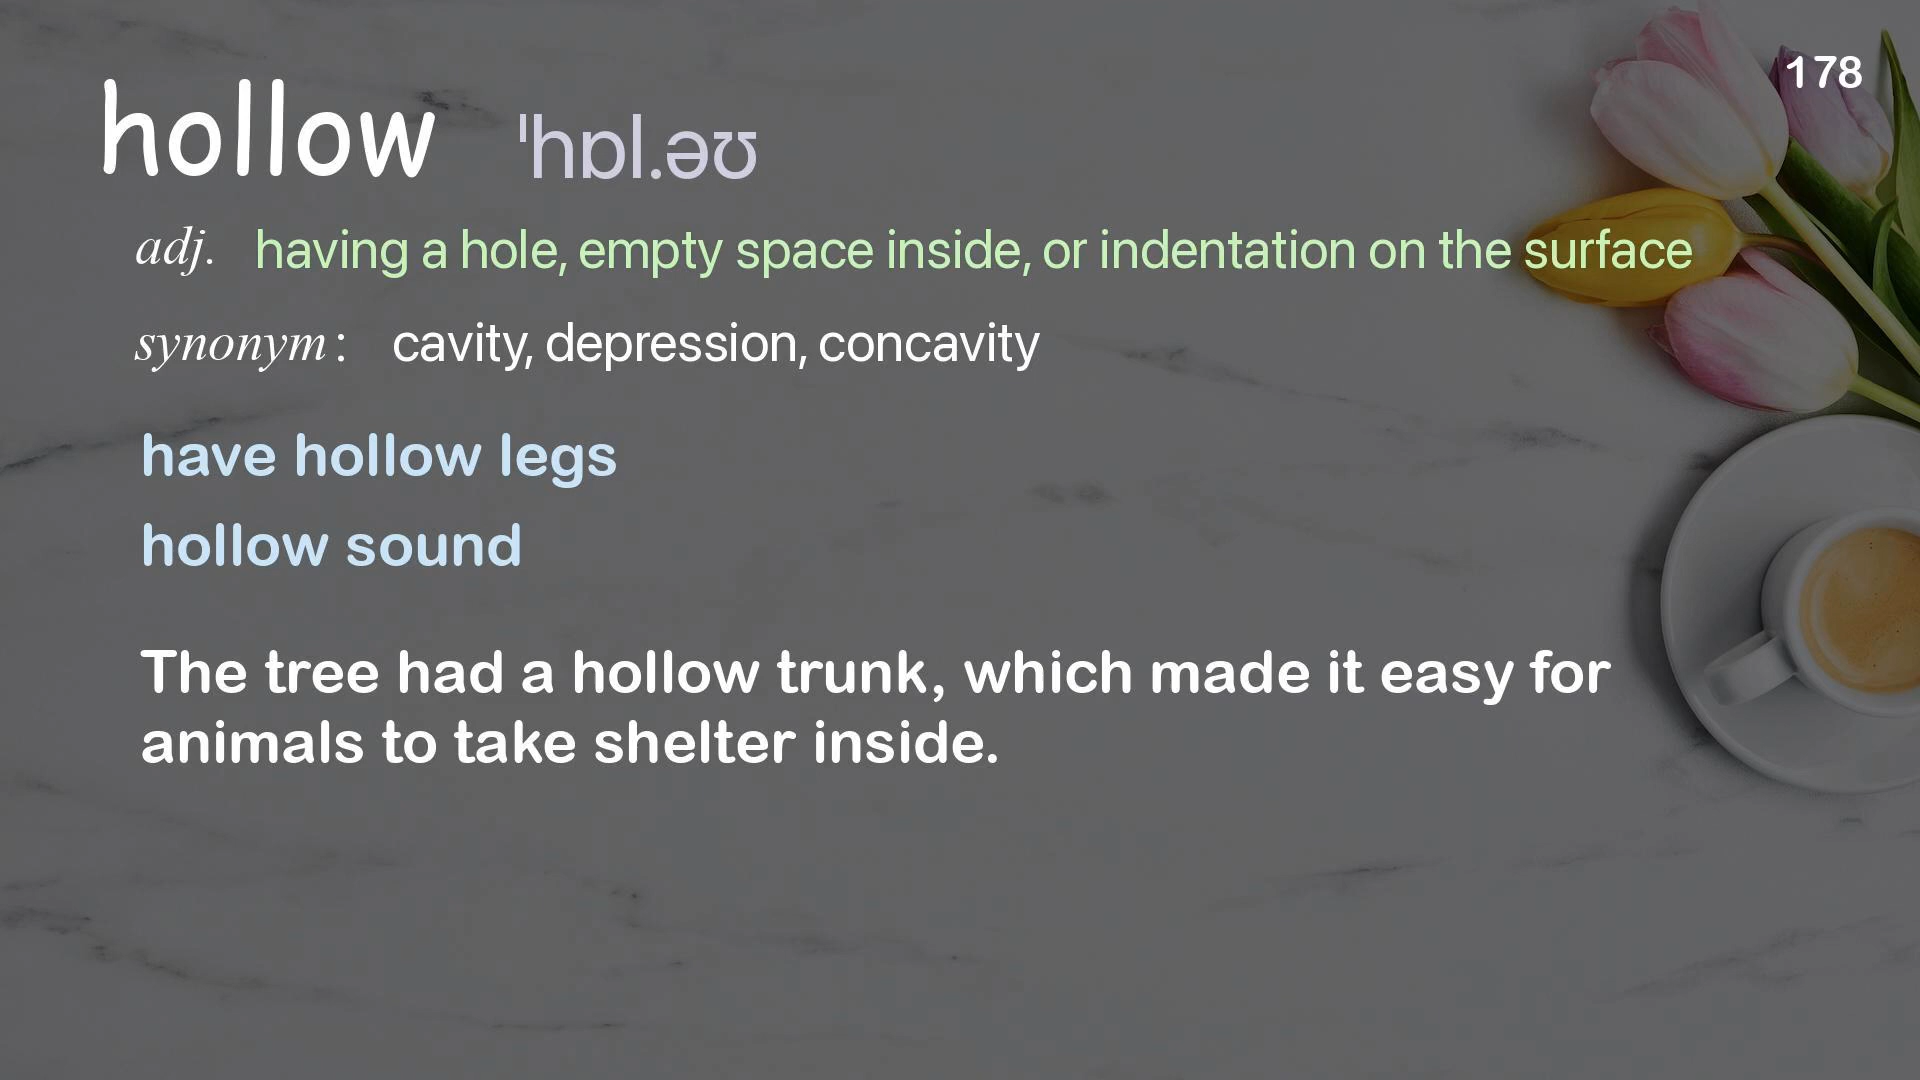 178
hollow ˈhɒl.əʊ
adj. having a hole, empty space inside, or indentation on the surface
synonym: cavity, depression, concavity
have hollow legs
hollow sound
The tree had a hollow trunk, which made it easy for
animals to take shelter inside.